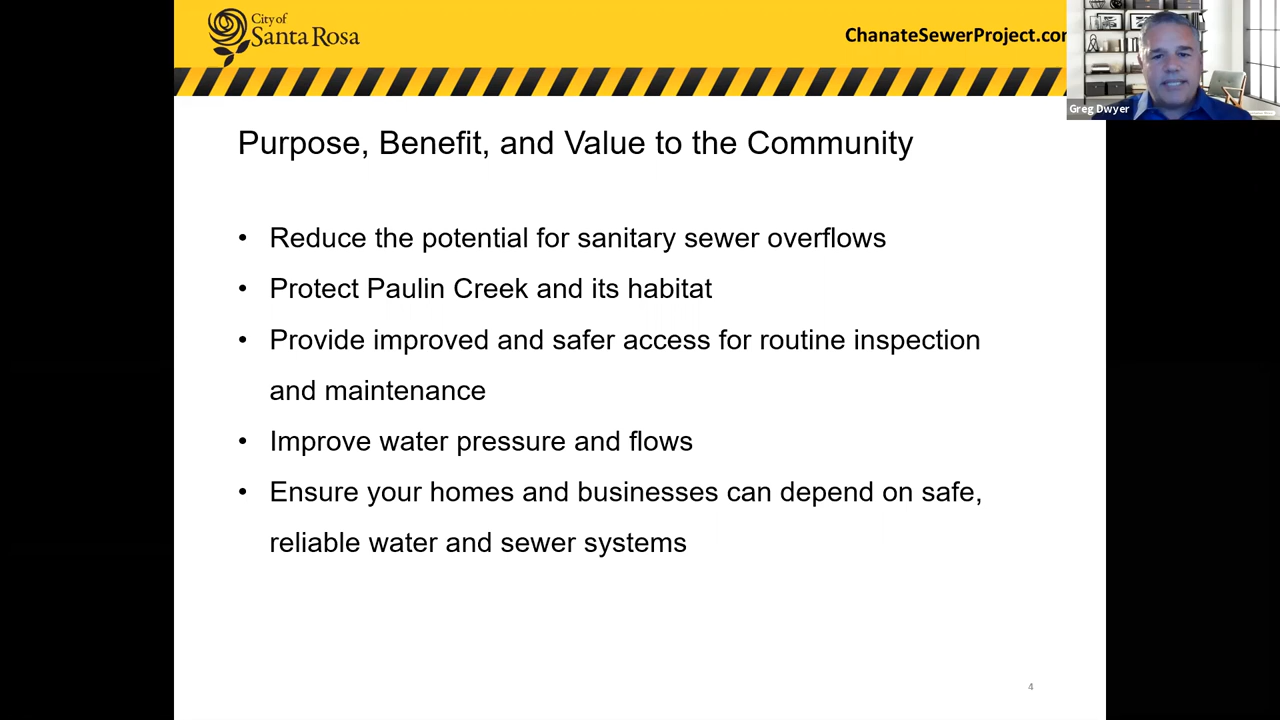 City of
Santa Rosa
ChanateSewerProject.com
Greg Dwyer
Purpose, Benefit, and Value to the Community
• Reduce the potential for sanitary sewer overflows
• Protect Paulin Creek and its habitat
• Provide improved and safer access for routine inspection
and maintenance
• Improve water pressure and flows
• Ensure your homes and businesses can depend on safe,
reliable water and sewer systems
4